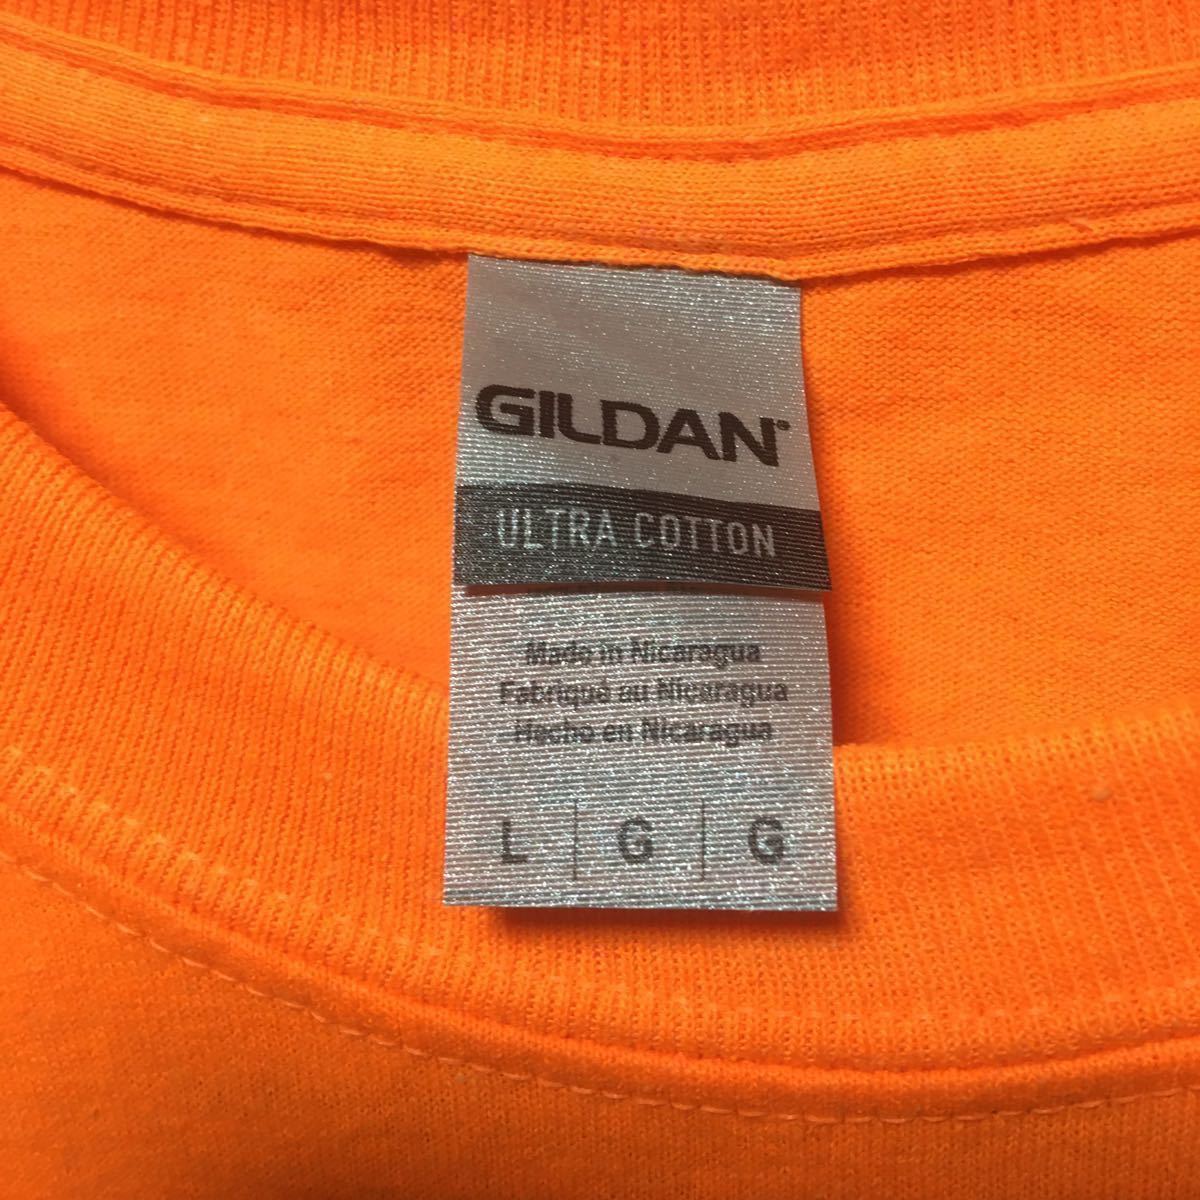 GILDAN®
ULTRA COTTON
Made in Nicaragua
Fabriqué au Nicaragua
Hecho en Nicaragua
L | G | G